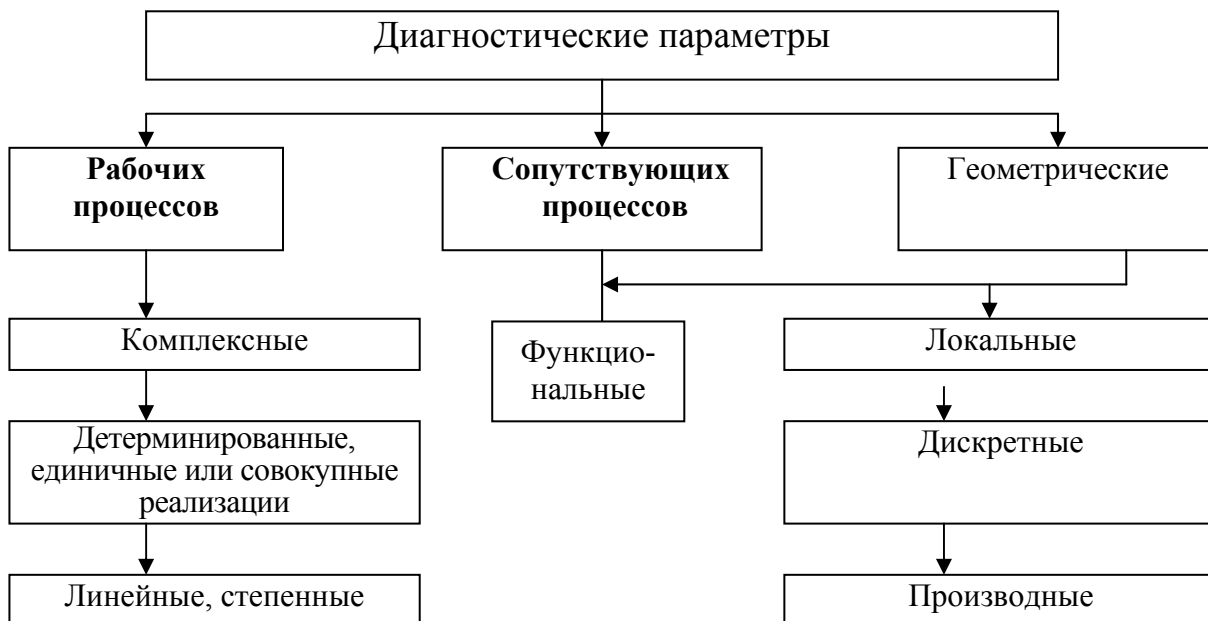 Диагностические параметры
Рабочих
процессов
Сопутствующих
процессов
Геометрические
Комплексные
Функцио-
нальные
Локальные
Детерминированные,
единичные или совокупные
реализации
Дискретные
Линейные, степенные
Производные